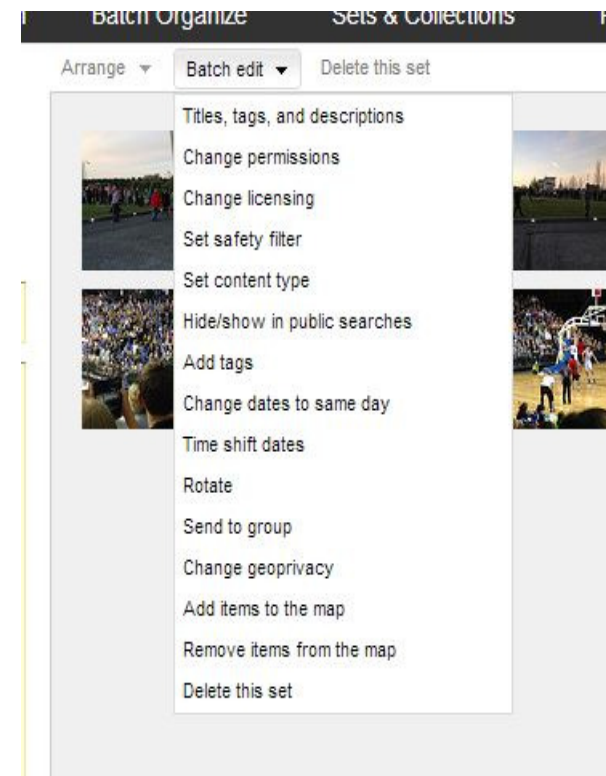 Batch Organize Sets & Collections
Arrange Batch edit Delete this set
Titles, tags, and descriptions
Change permissions
Change licensing
Set safety filter
Set content type
Hide/show in public searches
Add tags
Change dates to same day
Time shift dates
Rotate
Send to group
Change geoprivacy
Add items to the map
Remove items from the map
Delete this set